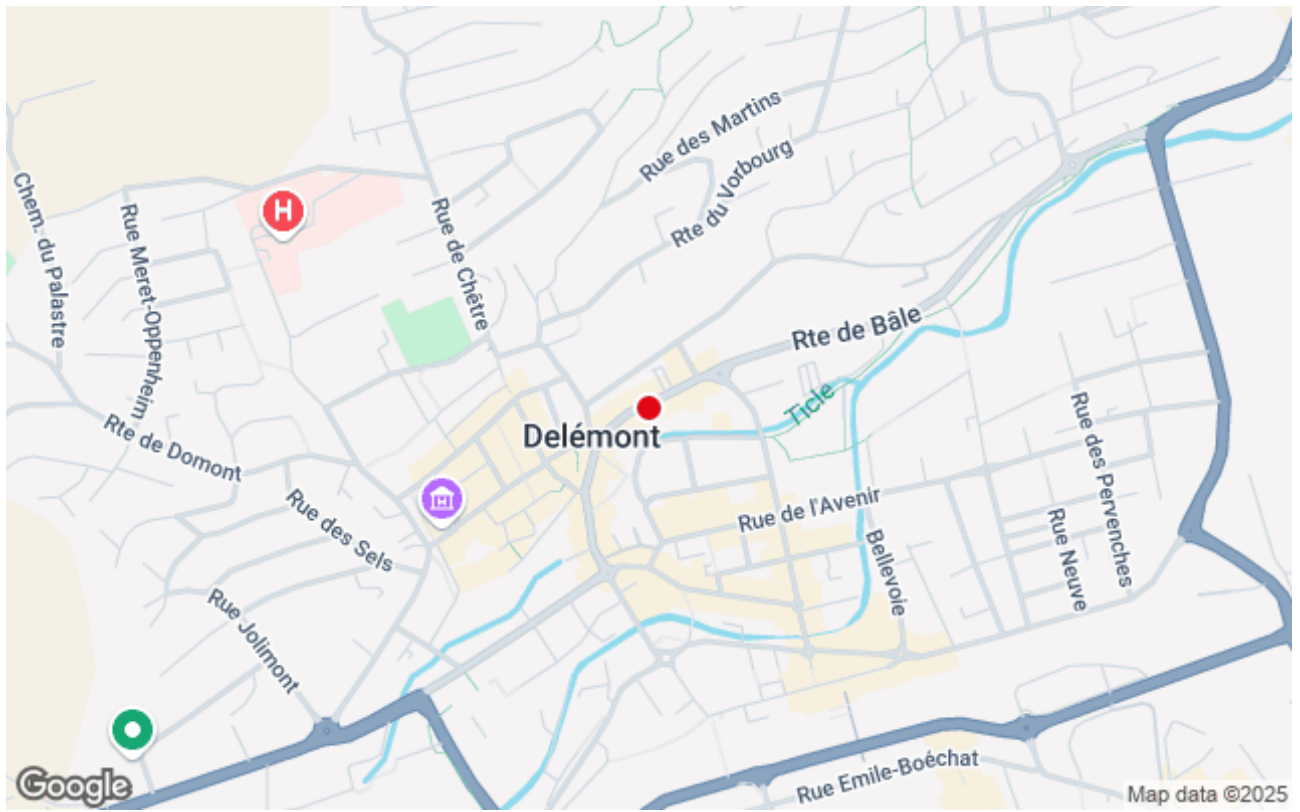 Rue des Martins
Rte du Vorbourg
H
Chem. du Palastre
Rue Meret-Oppenheim
Rue de Chêtre
Rte de Bâle
Ticle
Delémont
Rte de Domont
Rue des Sels
Rue Jolimont
Rue de l'Avenir
Bellevoie
Rue des Pervenches
Rue Neuve
Rue Emile-Boéchat
Google
Map data ©2025